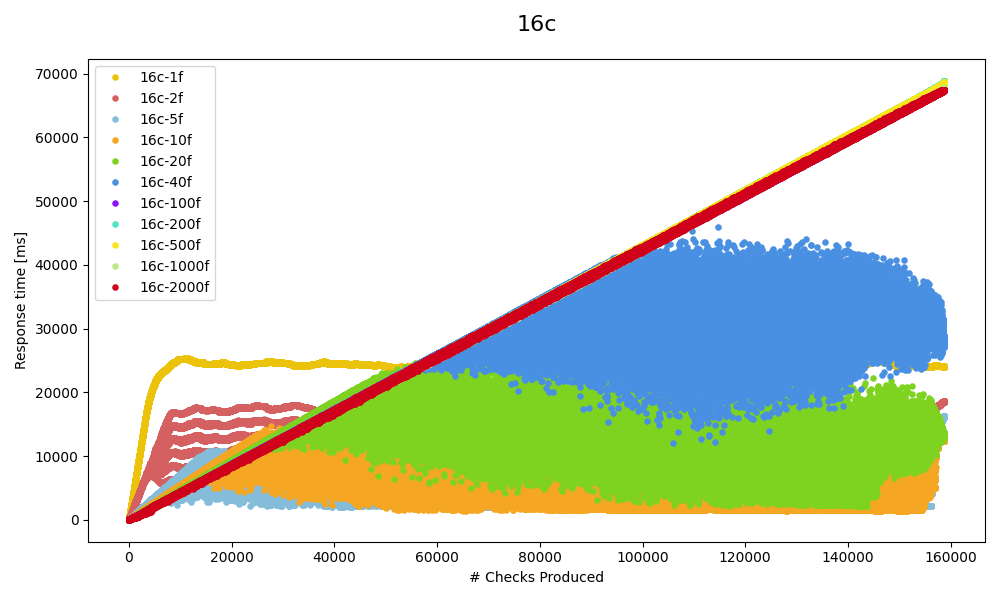 16c
70000
60000
50000
40000
30000
20000
10000
0
Response time [ms]
16c-1f
16c-2f
16c-5f
16c-10f
16c-20f
16c-40f
16c-100f
16c-200f
16c-500f
16c-1000f
16c-2000f
0 20000 40000 60000 80000 100000 120000 140000 160000
# Checks Produced